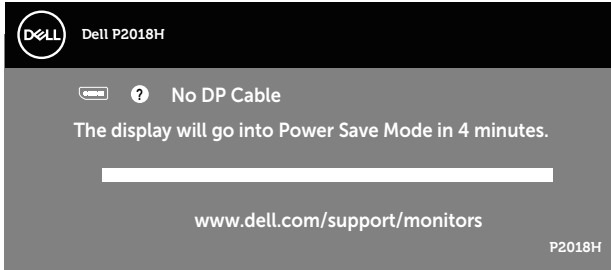 DELL
Dell P2018H
? No DP Cable
The display will go into Power Save Mode in 4 minutes.
www.dell.com/support/monitors
P2018H